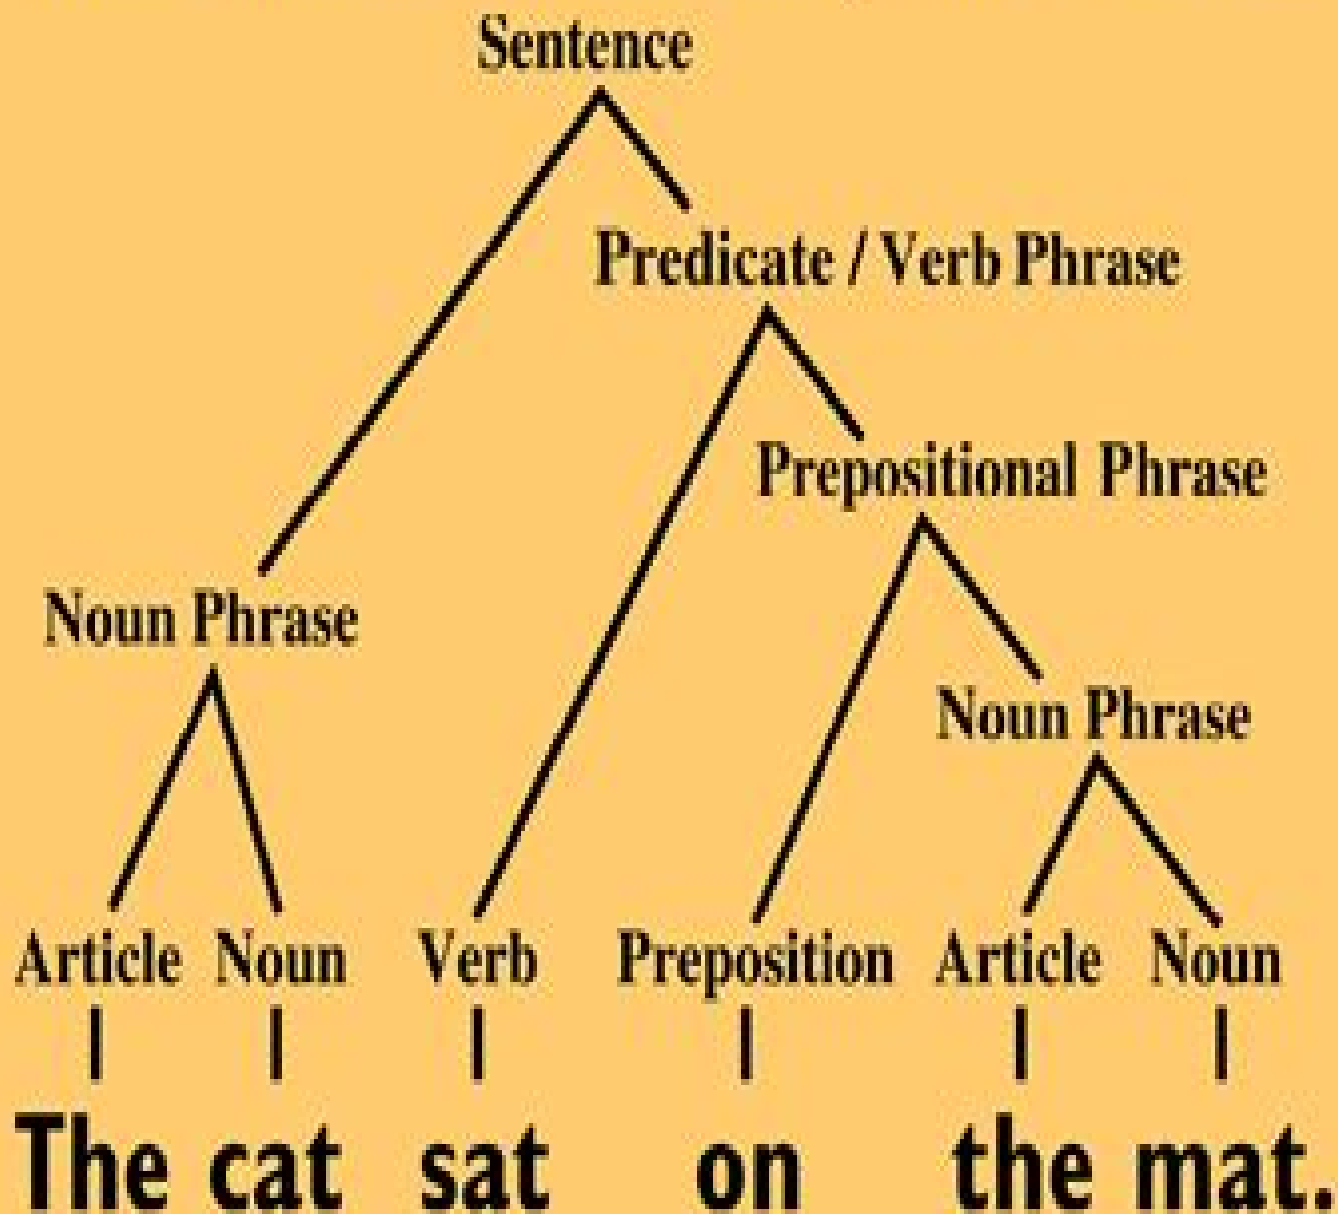 Sentence
Predicate / Verb Phrase
Prepositional Phrase
Noun Phrase
Noun Phrase
Article Noun Verb Preposition Article Noun
The cat sat on the mat.